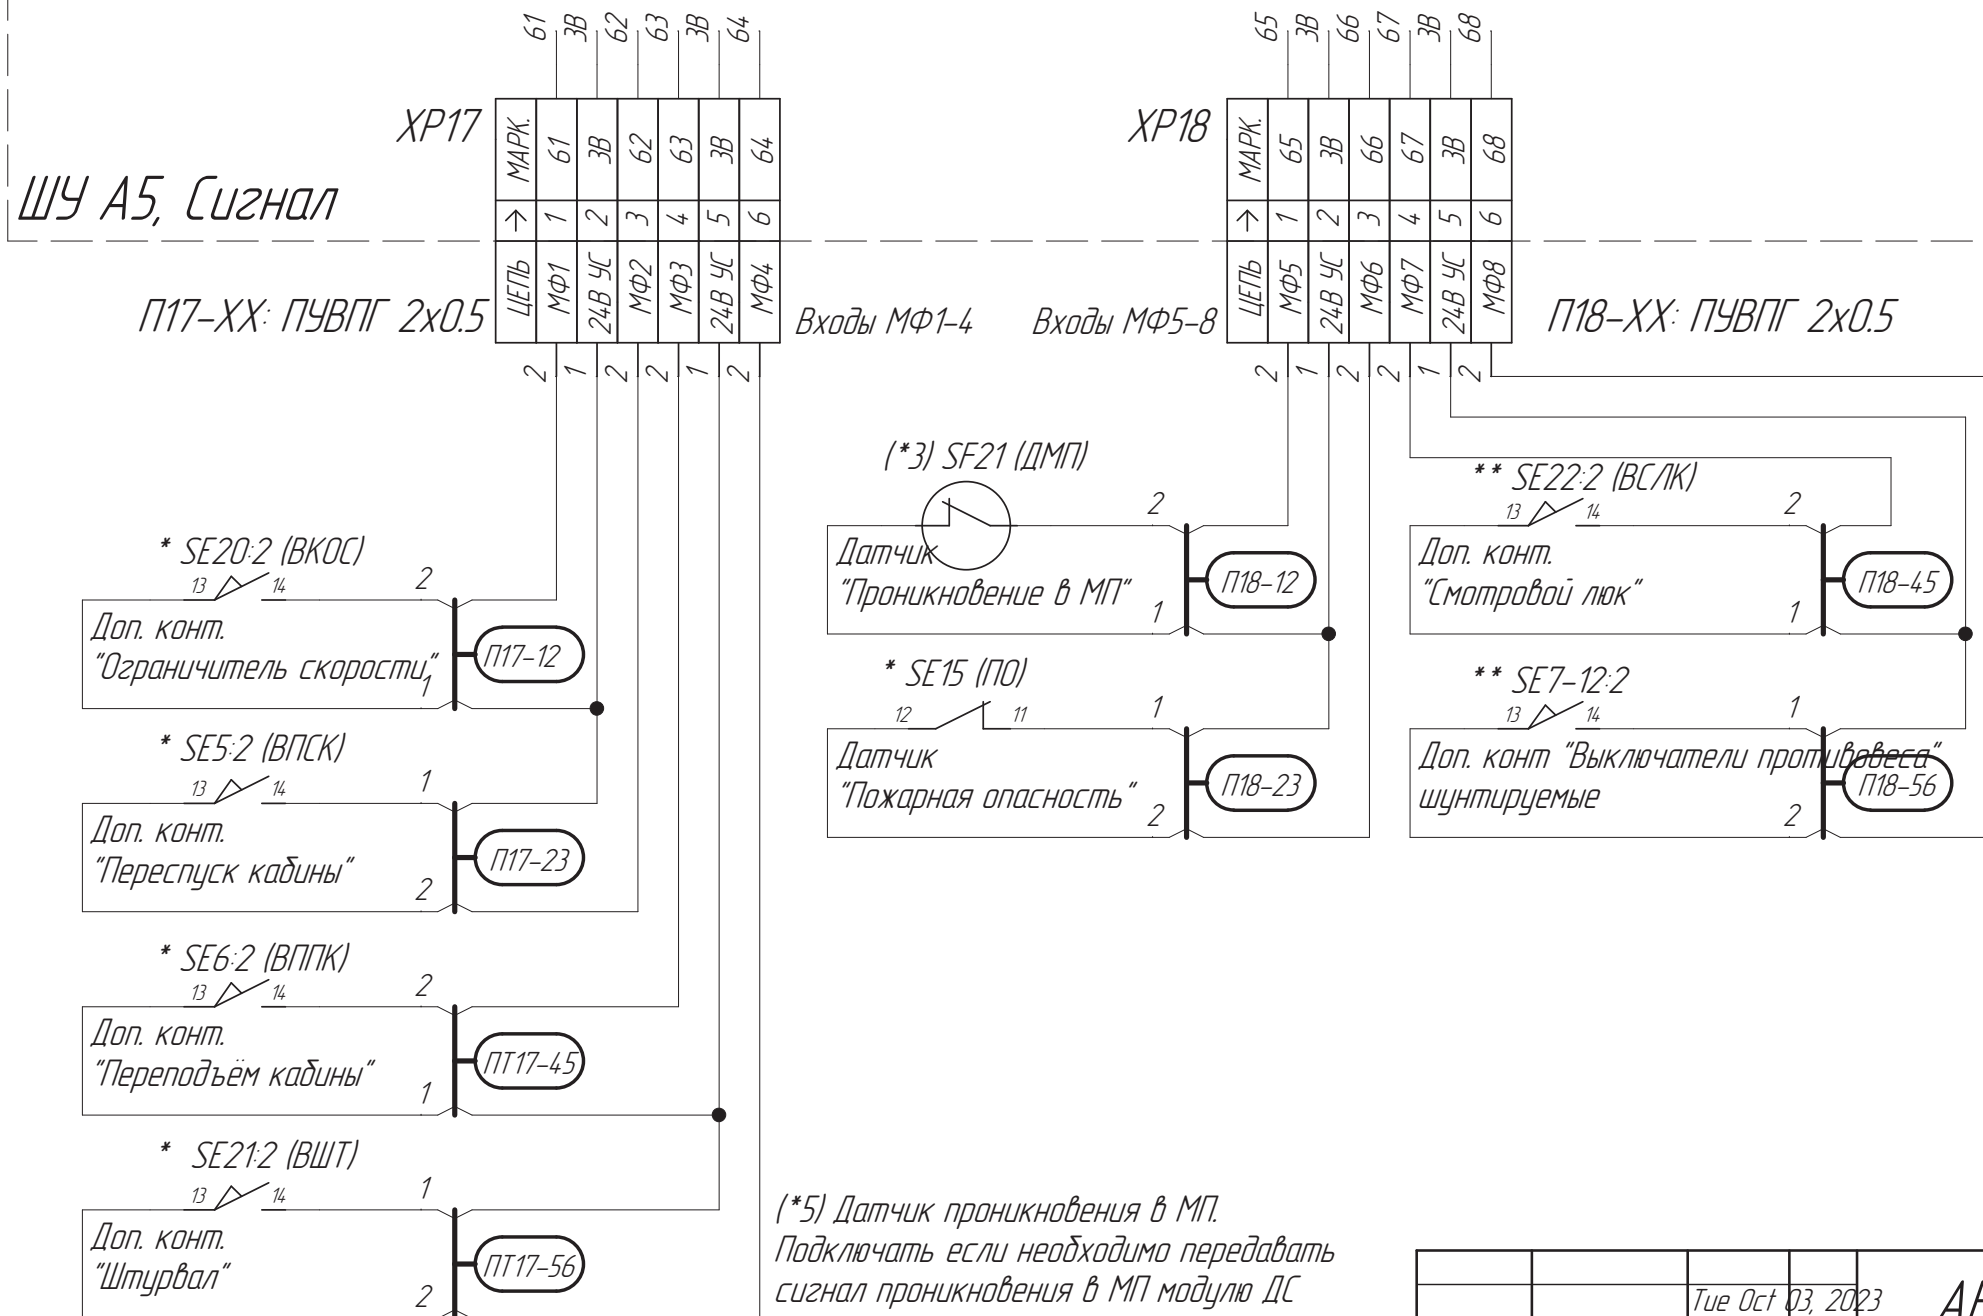 61 3В 62 63 3В 64
65 3В 66 67 3В 68
XP17
МАРК. 61 3В 62 63 3В 64
→ 1 2 3 4 5 6
ЦЕПЬ МФ1 24В УС МФ2 МФ3 24В УС МФ4
2 1 2 2 1 2
XP18
МАРК. 65 3В 66 67 3В 68
→ 1 2 3 4 5 6
ЦЕПЬ МФ5 24В УС МФ6 МФ7 24В УС МФ8
2 1 2 2 1 2
ШУ А5, Сигнал
П17-ХХ: ПУВПГ 2х0.5
Входы МФ1-4
Входы МФ5-8
П18-ХХ: ПУВПГ 2х0.5
* SE20:2 (ВКОС)
13 14 2
Доп. конт.
"Ограничитель скорости"
1
П17-12
* SE5:2 (ВПСК)
13 14 1
Доп. конт.
"Переспуск кабины"
2
П17-23
* SE6:2 (ВППК)
13 14 2
Доп. конт.
"Переподъём кабины"
1
ПТ17-45
* SE21:2 (ВШТ)
13 14 1
Доп. конт.
"Штурвал"
2
ПТ17-56
(*3) SF21 (ДМП)
2
Датчик
"Проникновение в МП"
1
П18-12
* SE15 (ПО)
12 11 1
Датчик
"Пожарная опасность"
2
П18-23
** SE22:2 (ВСЛК)
13 14 2
Доп. конт.
"Смотровой люк"
1
П18-45
** SE7-12:2
13 14 1
Доп. конт "Выключатели противовеса"
шунтируемые
2
П18-56
(*5) Датчик проникновения в МП.
Подключать если необходимо передавать
сигнал проникновения в МП модулю ДС
Tue Oct 03, 2023